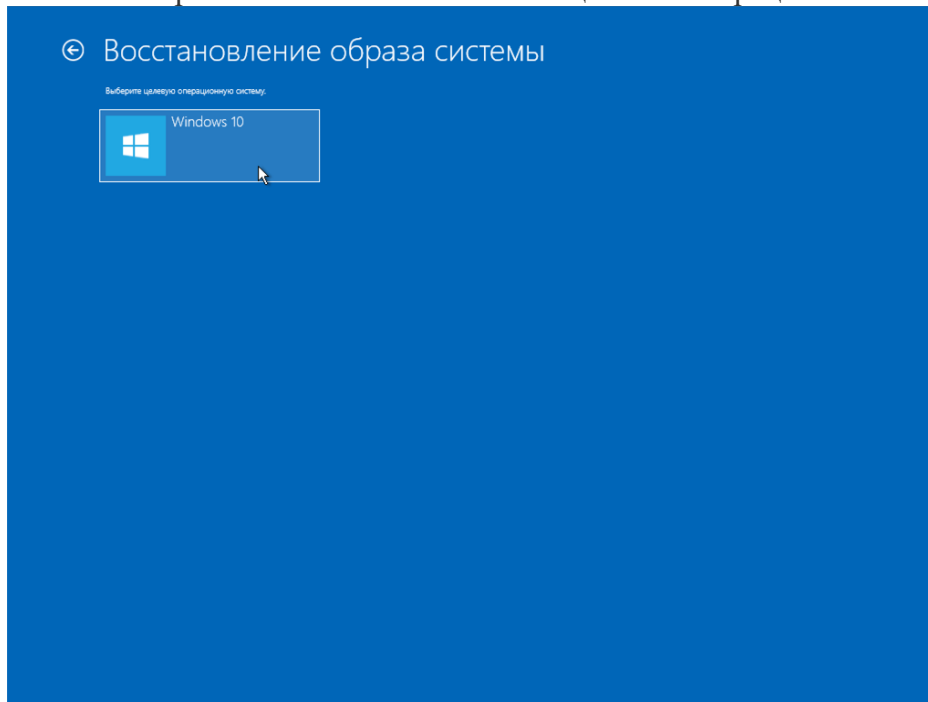 Восстановление образа системы
Выберите целевую операционную систему.
Windows 10